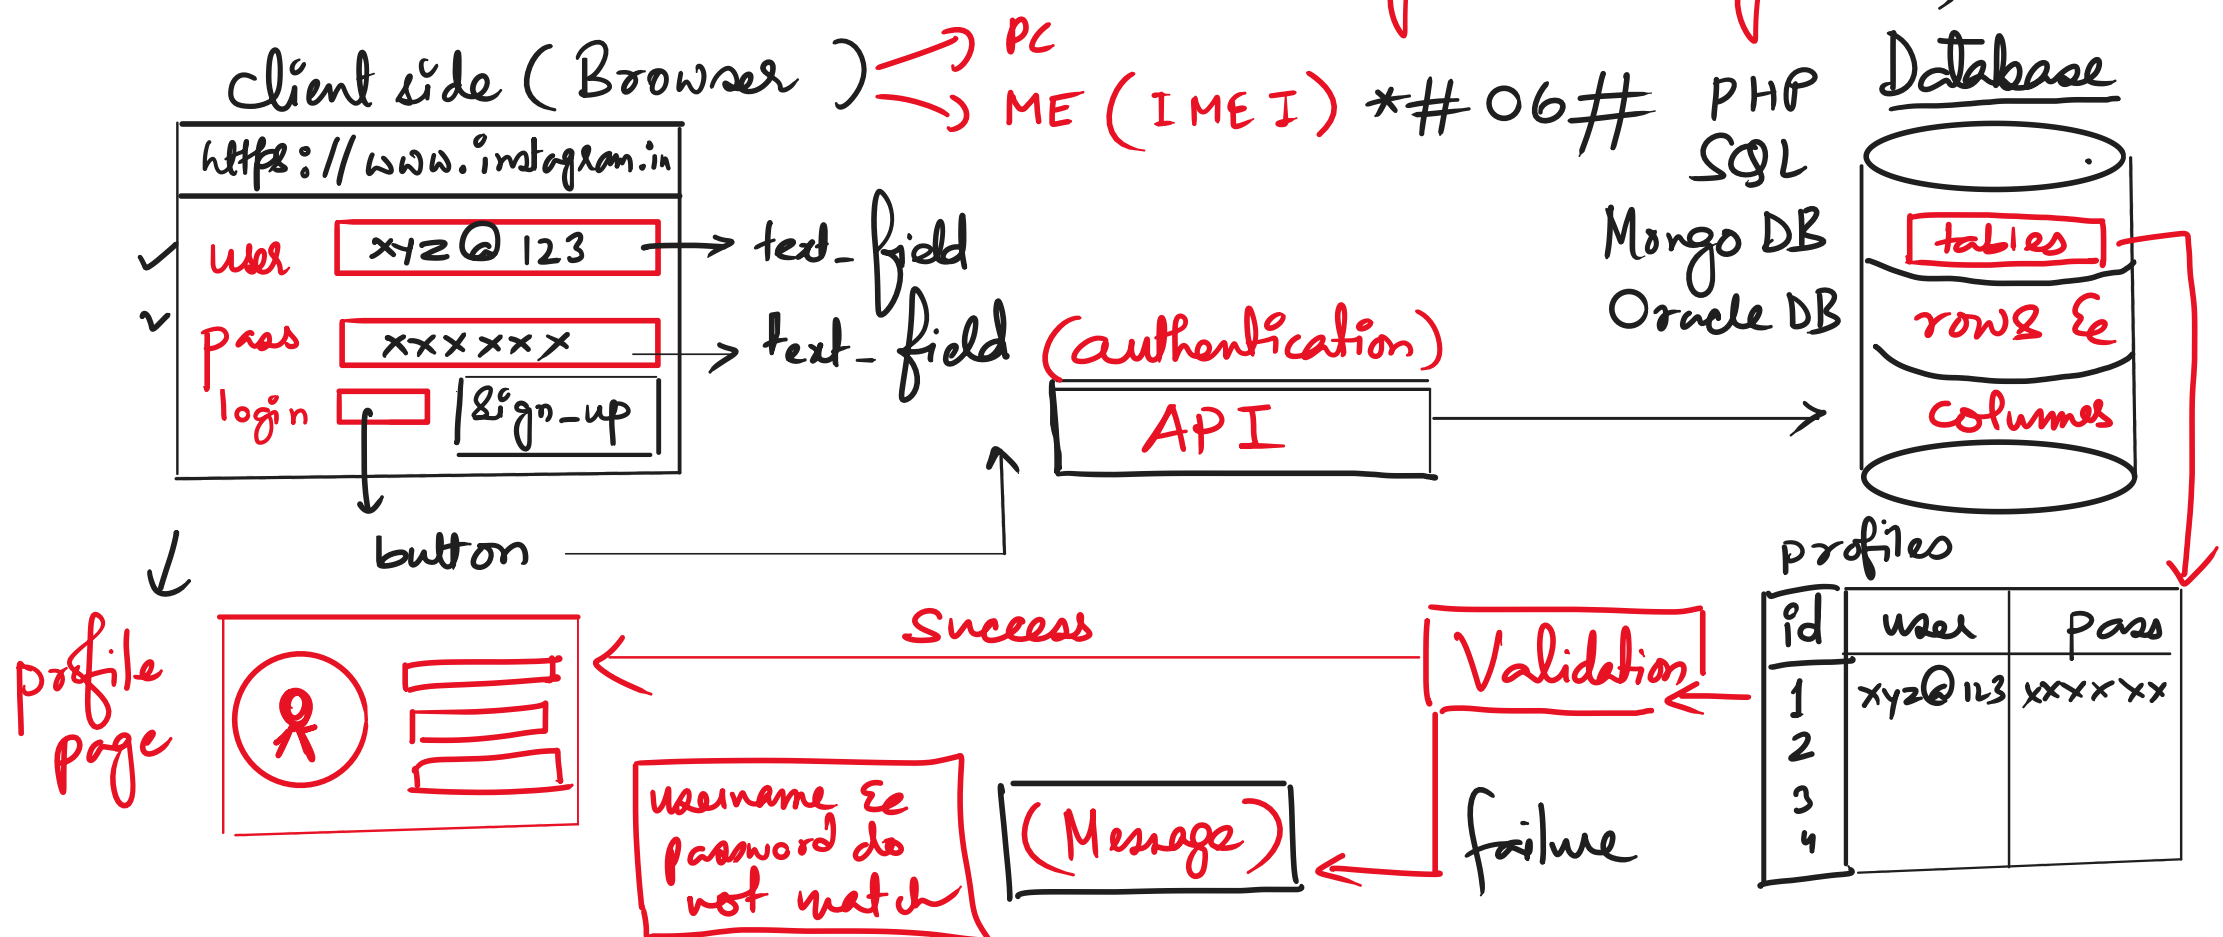 client side (Browser)
PC
ME (IMEI) *#06#
https://www.instagram.in
user
xyz@123
text_field
pass
xxxxxx
text_field
login
sign_up
button
(authentication)
API
PHP
SQL
Mongo DB
Oracle DB
Database
tables
rows &
columnes
profiles
id user pass
1 xyz@123 xxxxxx
2
3
4
Validation
Success
failure
(Message)
username &
password do
not match
profile
page